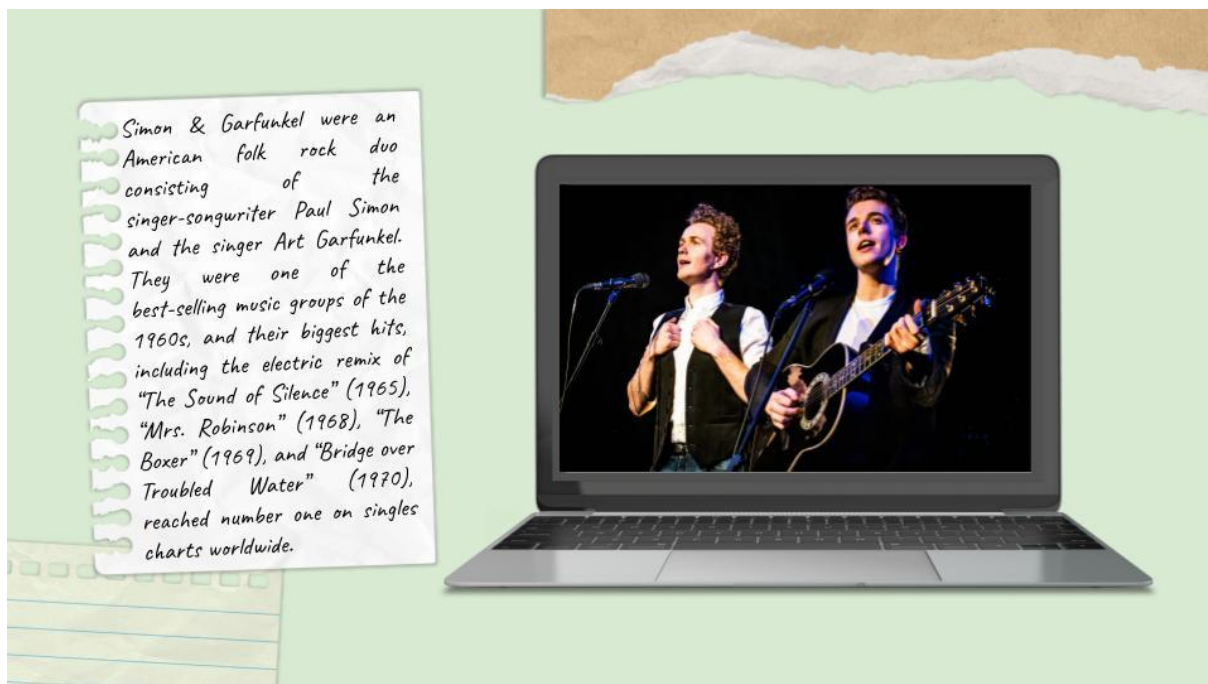 Simon & Garfunkel were an
American folk rock duo
consisting of the
singer-songwriter Paul Simon
and the singer Art Garfunkel.
They were one of the
best-selling music groups of the
1960s, and their biggest hits,
including the electric remix of
“The Sound of Silence” (1965),
“Mrs. Robinson” (1968), “The
Boxer” (1969), and “Bridge over
Troubled Water” (1970),
reached number one on singles
charts worldwide.